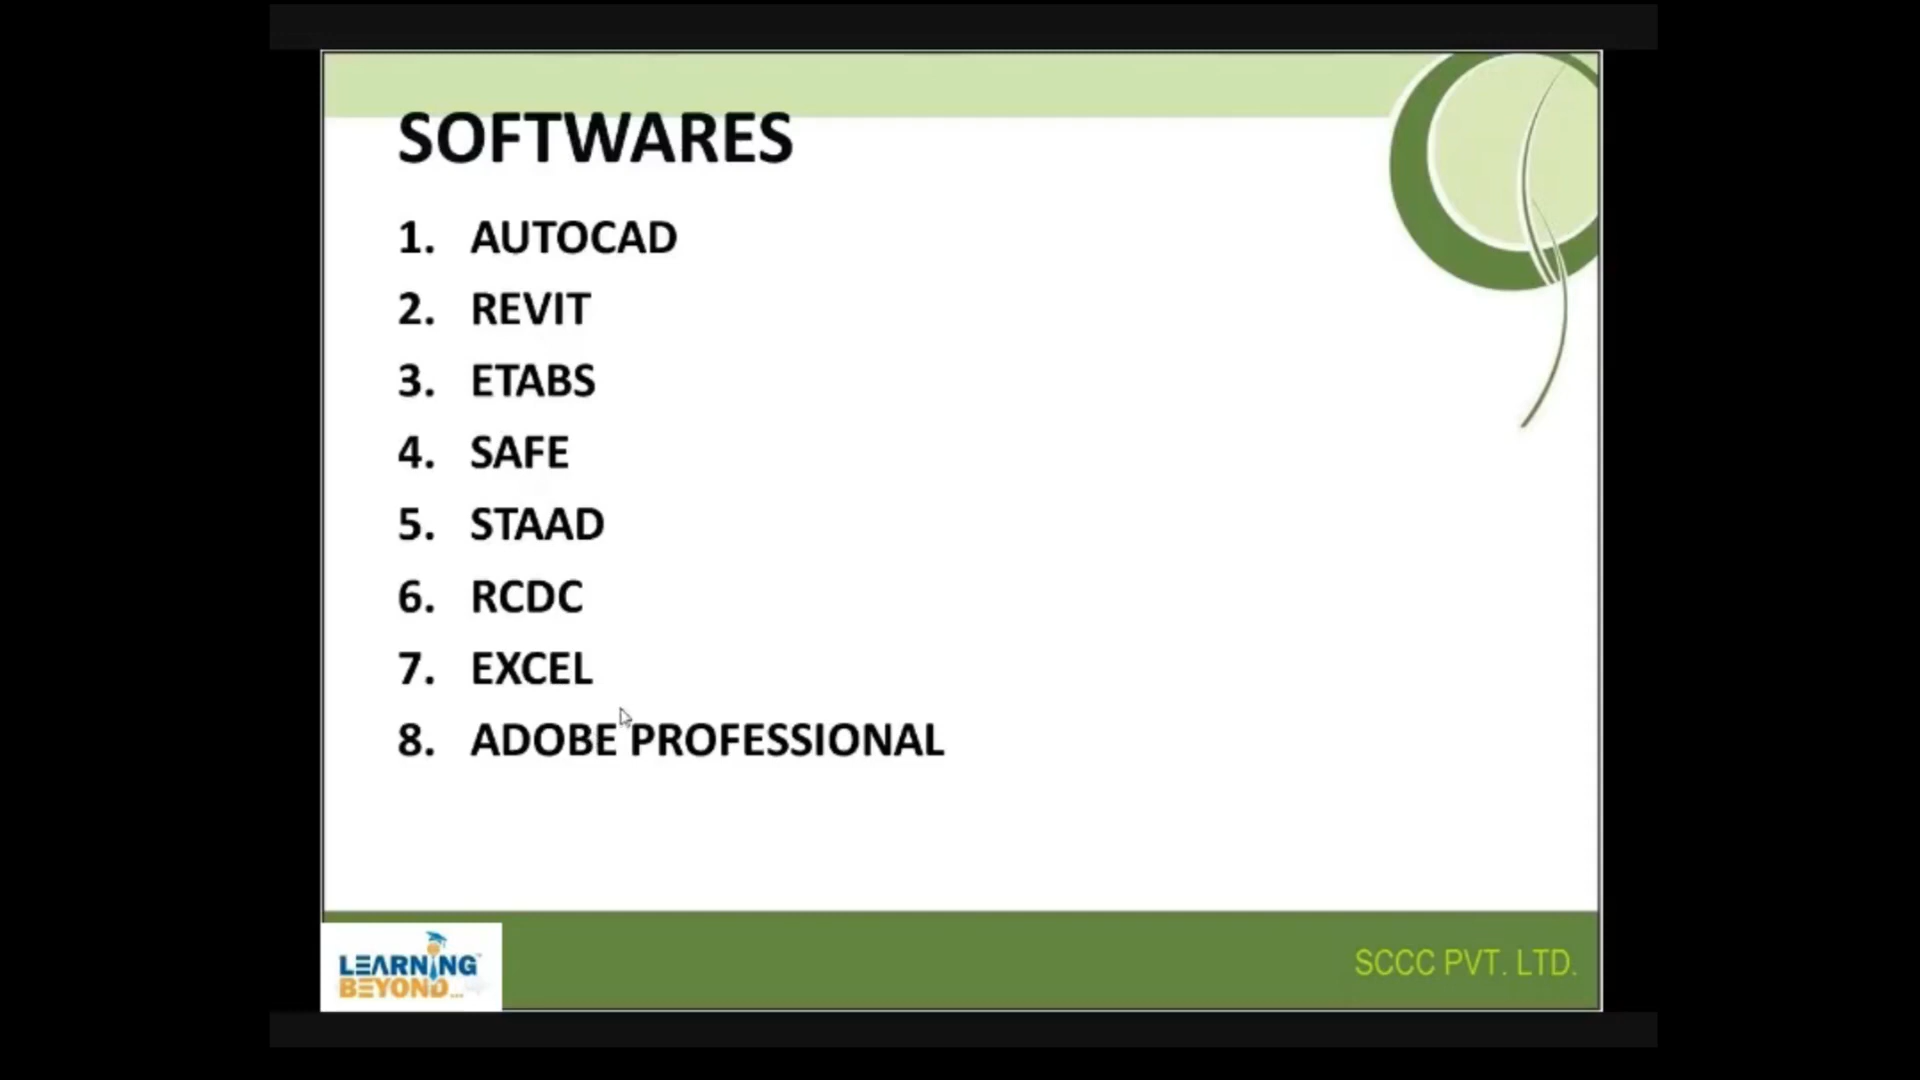 SOFTWARES
1. AUTOCAD
2. REVIT
3. ETABS
4. SAFE
5. STAAD
6. RCDC
7. EXCEL
8. ADOBE PROFESSIONAL
LEARNING
BEYOND...
SCCC PVT. LTD.